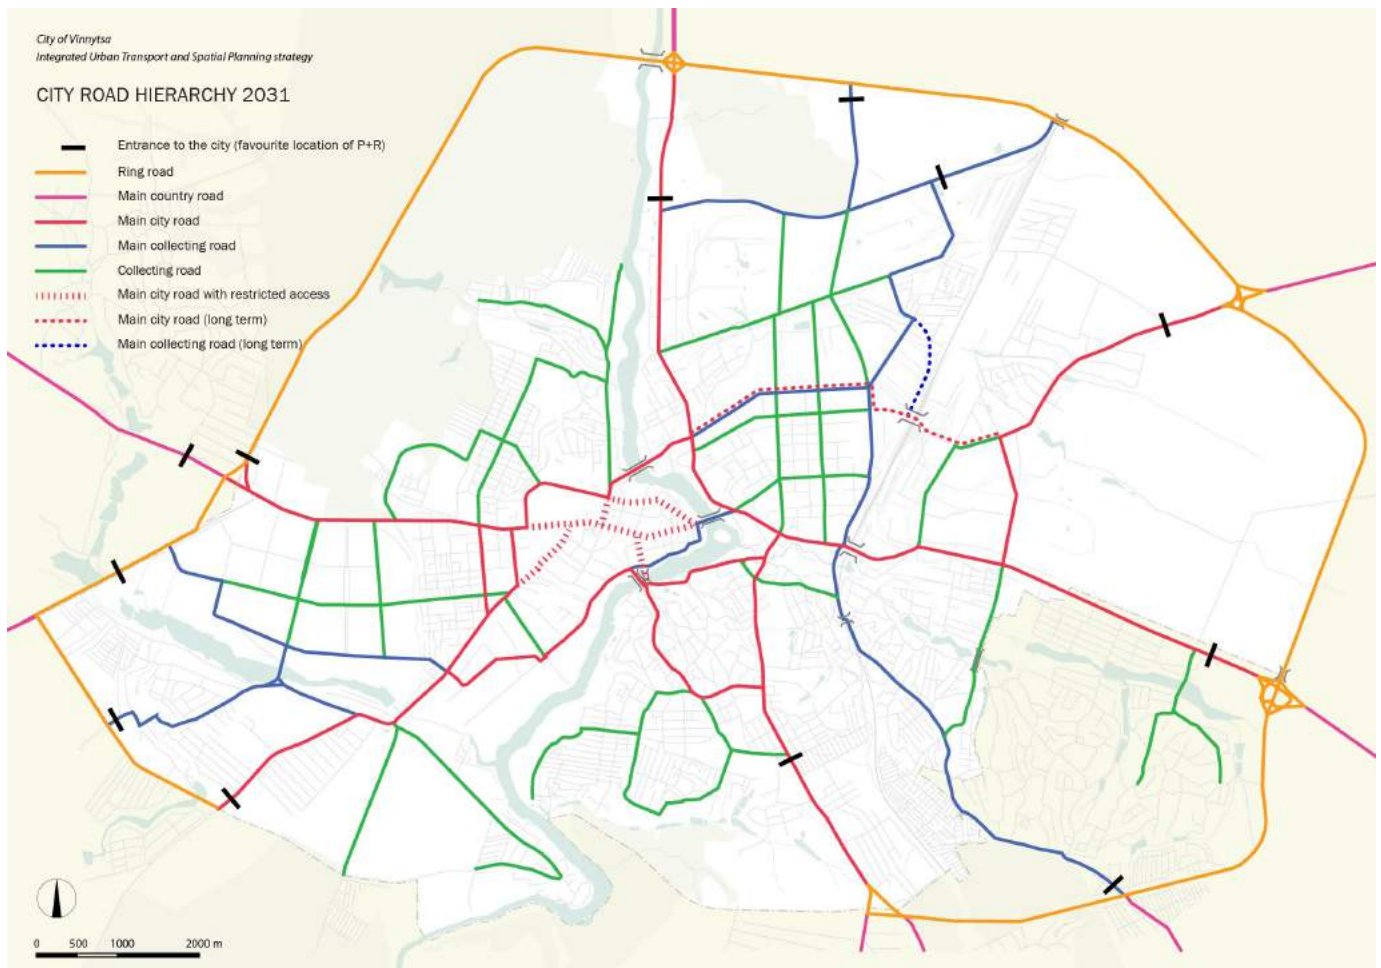 City of Vinnytsa
Integrated Urban Transport and Spatial Planning strategy
CITY ROAD HIERARCHY 2031
Entrance to the city (favourite location of P+R)
Ring road
Main country road
Main city road
Main collecting road
Collecting road
Main city road with restricted access
Main city road (long term)
Main collecting road (long term)
0 500 1000 2000 m